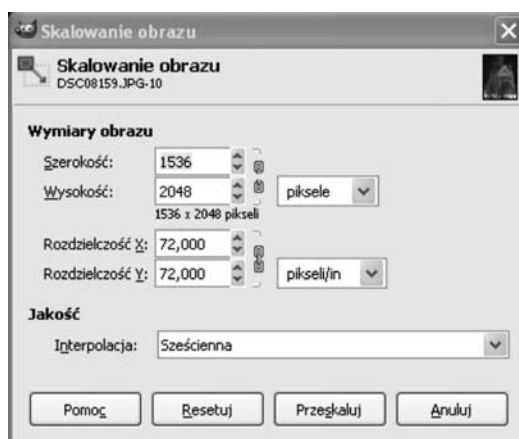 Skalowanie obrazu
Skalowanie obrazu
DSC08159.JPG-10
Wymiary obrazu
Szerokość: 1536
Wysokość: 2048 piksele
1536 x 2048 pikseli
Rozdzielczość X: 72,000
Rozdzielczość Y: 72,000 pikseli/in
Jakość
Interpolacja: Sześcienna
Pomoc Resetuj Przeskaluj Anuluj